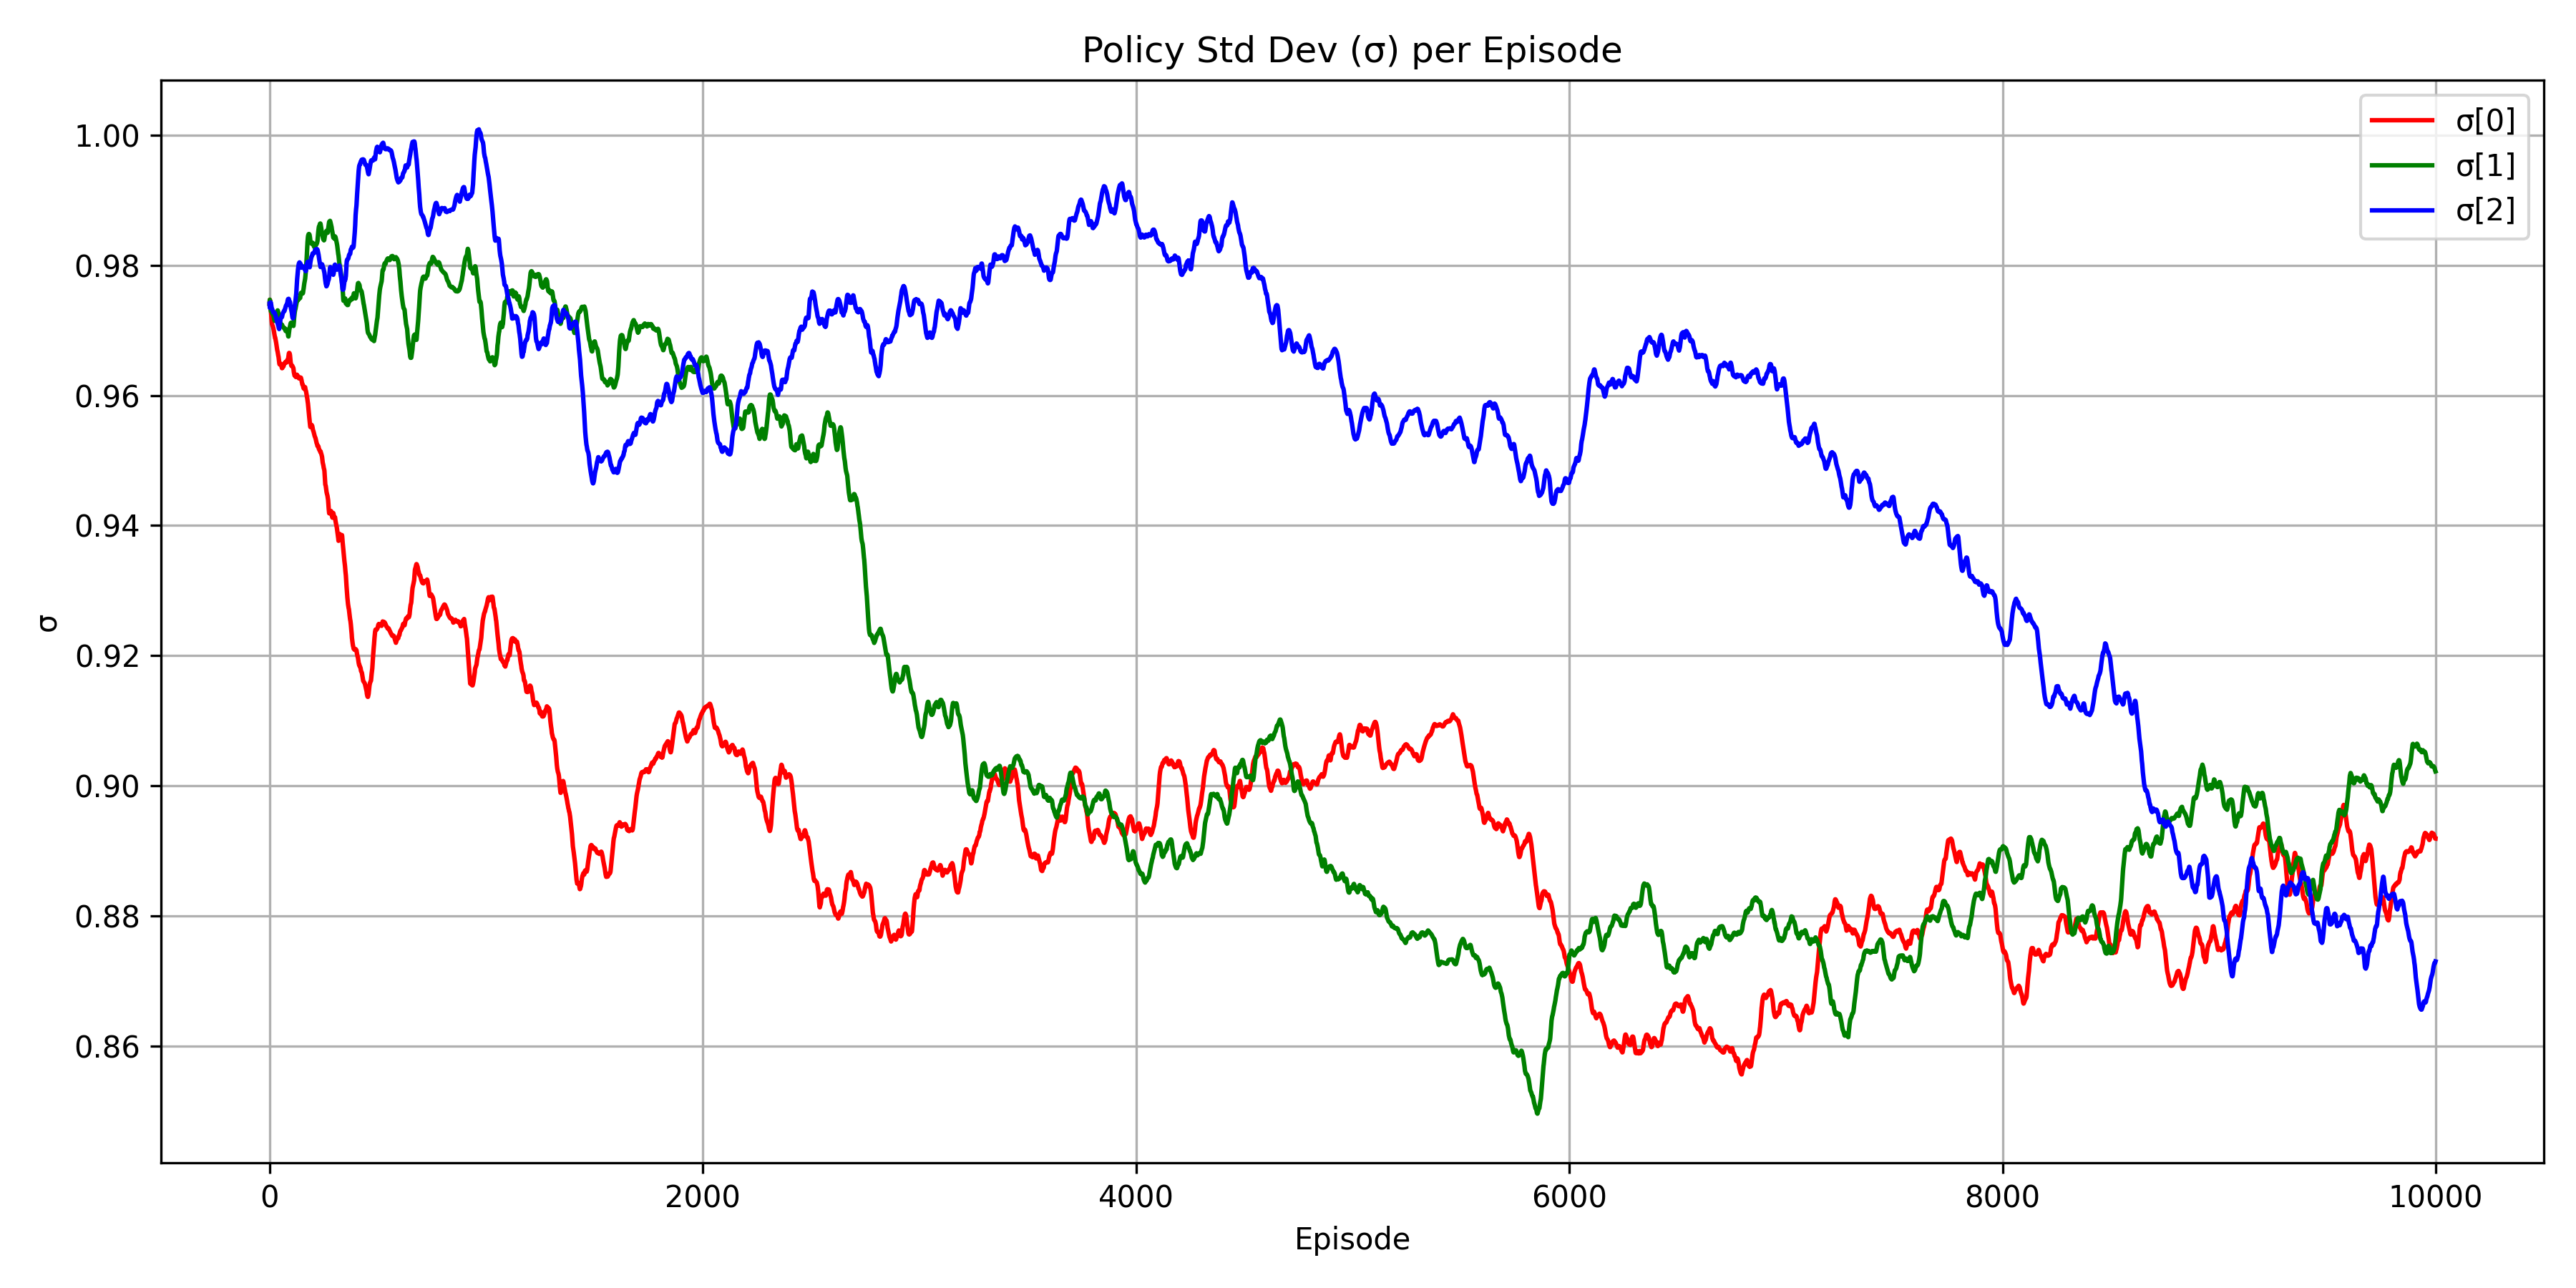 Policy Std Dev (σ) per Episode
σ[0]
σ[1]
σ[2]
1.00
0.98
0.96
0.94
0.92
0.90
0.88
0.86
σ
0 2000 4000 6000 8000 10000
Episode